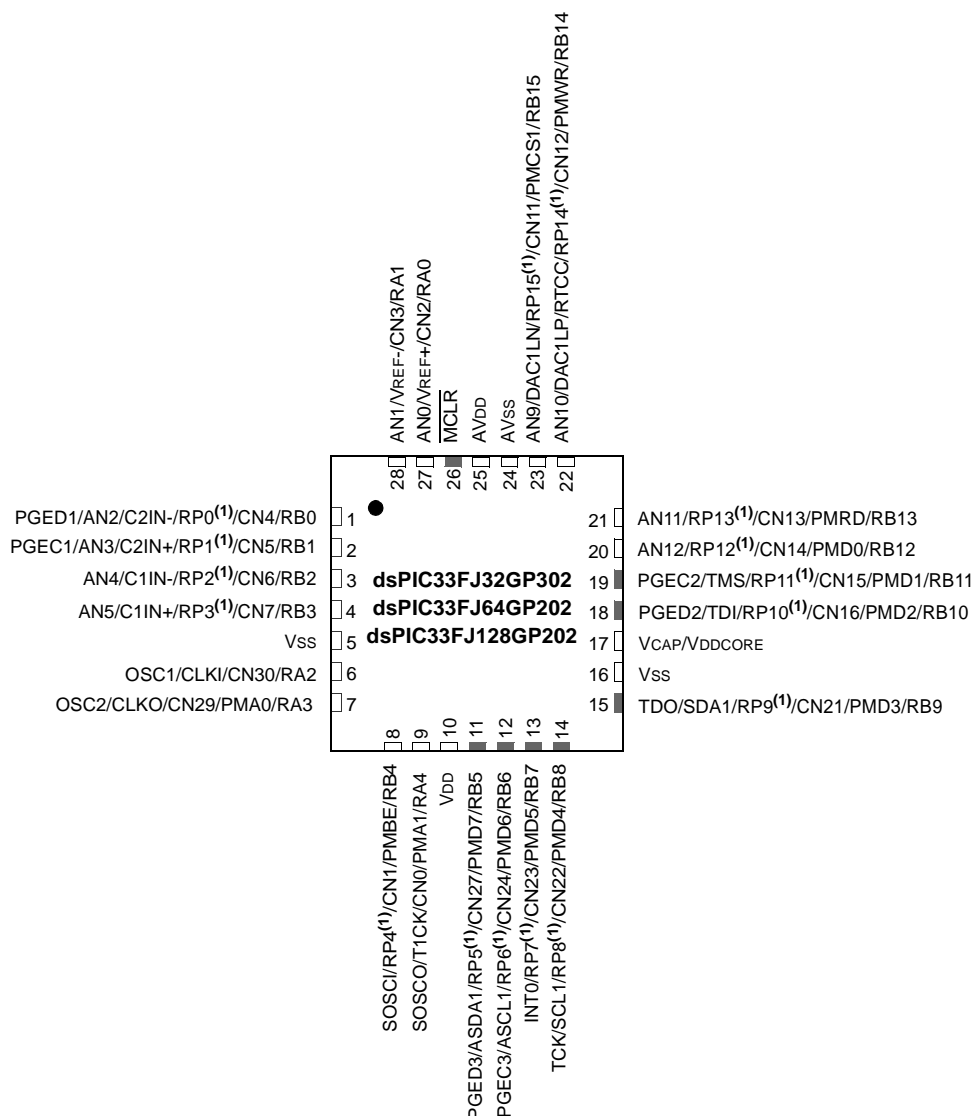 AN1/VREF-/CN3/RA1
AN0/VREF+/CN2/RA0
MCLR
AVDD
AVSS
AN9/DAC1LN/RP15(1)/CN11/PMCS1/RB15
AN10/DAC1LP/RTCC/RP14(1)/CN12/PMWR/RB14
28
27
26
25
24
23
22
PGED1/AN2/C2IN-/RP0(1)/CN4/RB0 1
PGEC1/AN3/C2IN+/RP1(1)/CN5/RB1 2
AN4/C1IN-/RP2(1)/CN6/RB2 3
AN5/C1IN+/RP3(1)/CN7/RB3 4
VSS 5
OSC1/CLKI/CN30/RA2 6
OSC2/CLKO/CN29/PMA0/RA3 7
dsPIC33FJ32GP302
dsPIC33FJ64GP202
dsPIC33FJ128GP202
21 AN11/RP13(1)/CN13/PMRD/RB13
20 AN12/RP12(1)/CN14/PMD0/RB12
19 PGEC2/TMS/RP11(1)/CN15/PMD1/RB11
18 PGED2/TDI/RP10(1)/CN16/PMD2/RB10
17 VCAP/VDDCORE
16 VSS
15 TDO/SDA1/RP9(1)/CN21/PMD3/RB9
8
9
10
11
12
13
14
SOSCI/RP4(1)/CN1/PMBE/RB4
SOSCO/T1CK/CN0/PMA1/RA4
VDD
PGED3/ASDA1/RP5(1)/CN27/PMD7/RB5
PGEC3/ASCL1/RP6(1)/CN24/PMD6/RB6
INT0/RP7(1)/CN23/PMD5/RB7
TCK/SCL1/RP8(1)/CN22/PMD4/RB8